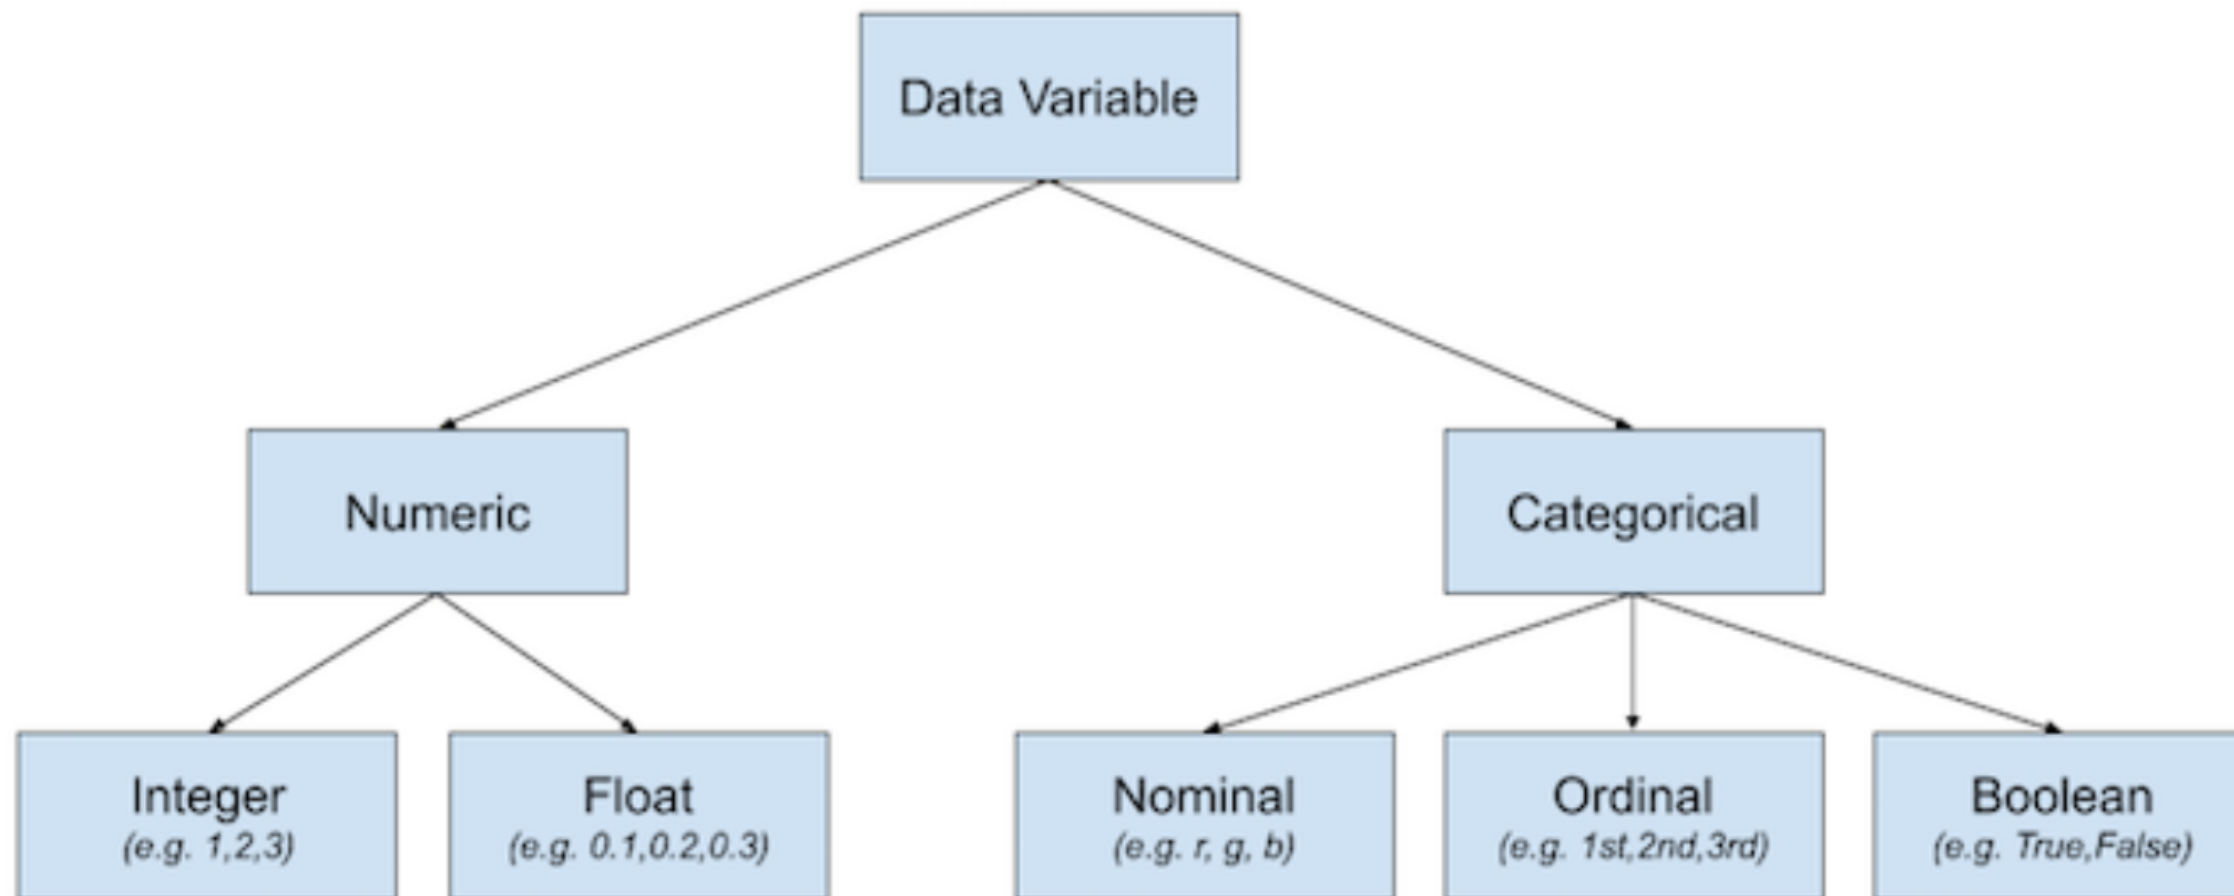 Data Variable
Numeric
Categorical
Integer
(e.g. 1,2,3)
Float
(e.g. 0.1,0.2,0.3)
Nominal
(e.g. r, g, b)
Ordinal
(e.g. 1st,2nd,3rd)
Boolean
(e.g. True,False)